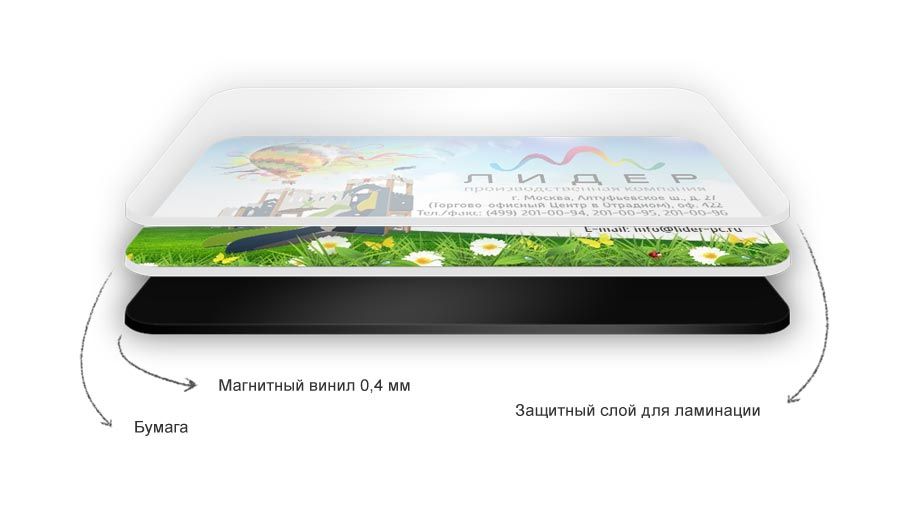 ЛИДЕР
производственная компания
г. Москва, Алтуфьевское ш., д. 27
(Торгово офисный Центр в Отрадном), оф. 422
Тел./факс: (499) 201-00-94, 201-00-95, 201-00-96
E-mail: info@lider-pc.ru
Магнитный винил 0,4 мм
Защитный слой для ламинации
Бумага